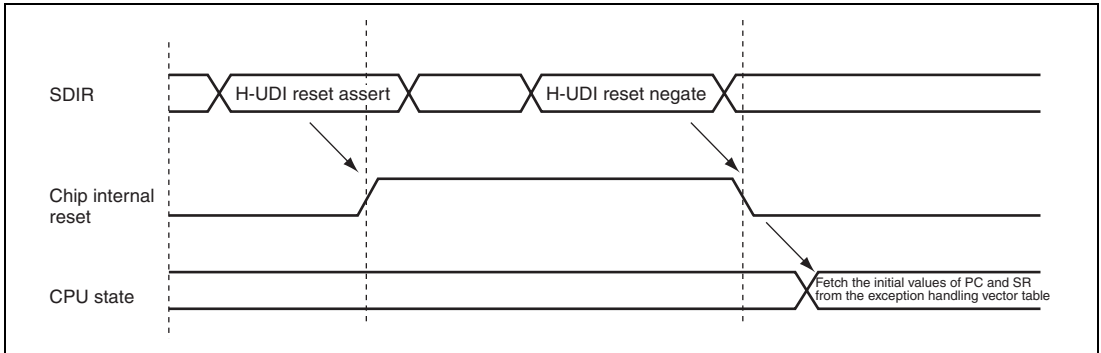 SDIR
H-UDI reset assert
H-UDI reset negate
Chip internal
reset
CPU state
Fetch the initial values of PC and SR
from the exception handling vector table